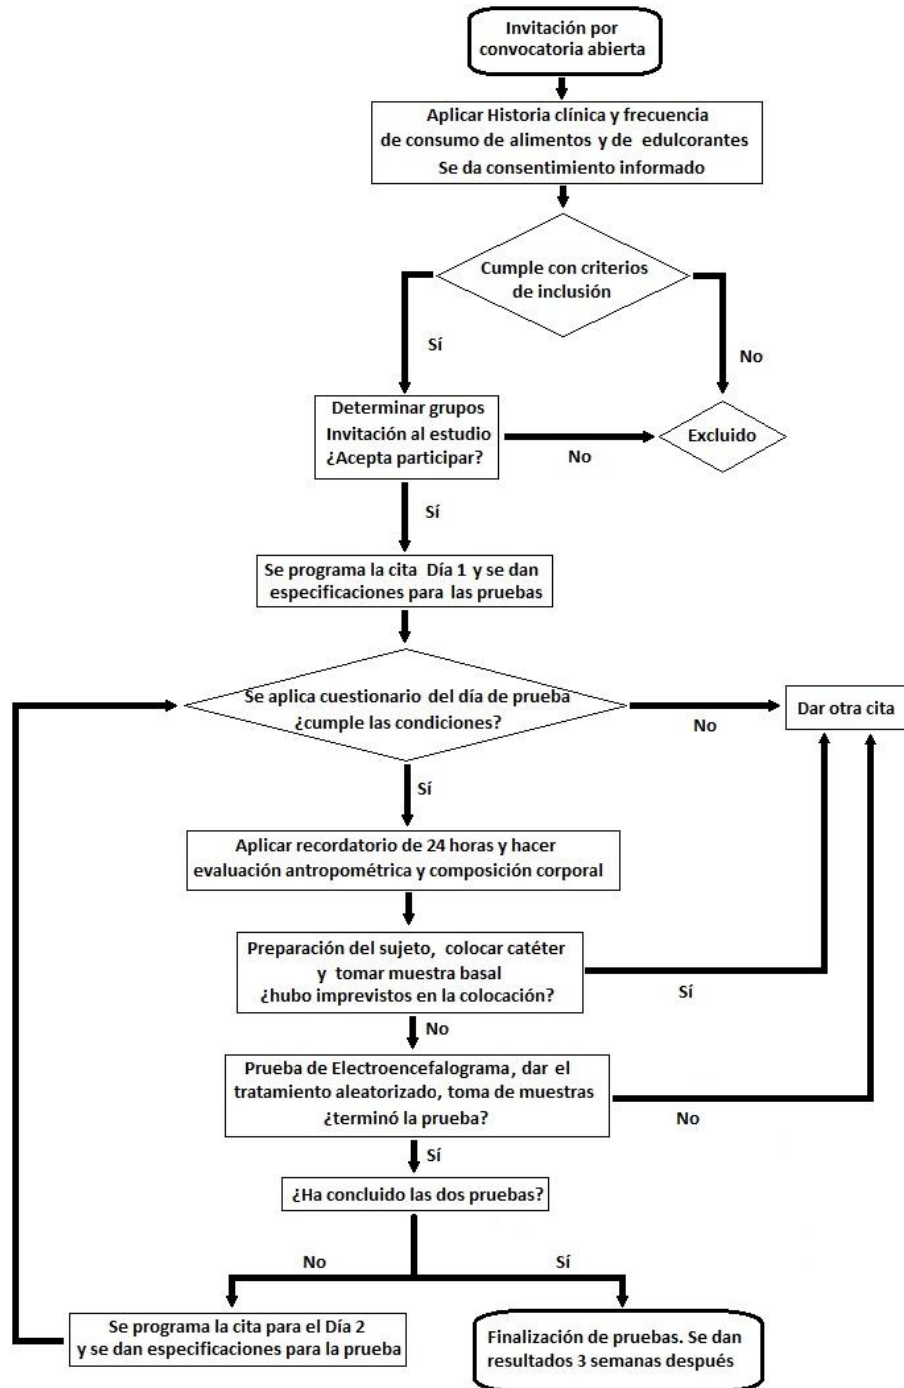 Invitación por
convocatoria abierta
Aplicar Historia clínica y frecuencia
de consumo de alimentos y de edulcorantes
Se da consentimiento informado
Cumple con criterios
de inclusión
Sí
No
Determinar grupos
Invitación al estudio
¿Acepta participar?
No
Excluido
Sí
Se programa la cita Día 1 y se dan
especificaciones para las pruebas
Se aplica cuestionario del día de prueba
¿cumple las condiciones?
No
Dar otra cita
Sí
Aplicar recordatorio de 24 horas y hacer
evaluación antropométrica y composición corporal
Preparación del sujeto, colocar catéter
y tomar muestra basal
¿hubo imprevistos en la colocación?
Sí
No
Prueba de Electroencefalograma, dar el
tratamiento aleatorizado, toma de muestras
¿terminó la prueba?
No
Sí
¿Ha concluido las dos pruebas?
No
Sí
Se programa la cita para el Día 2
y se dan especificaciones para la prueba
Finalización de pruebas. Se dan
resultados 3 semanas después